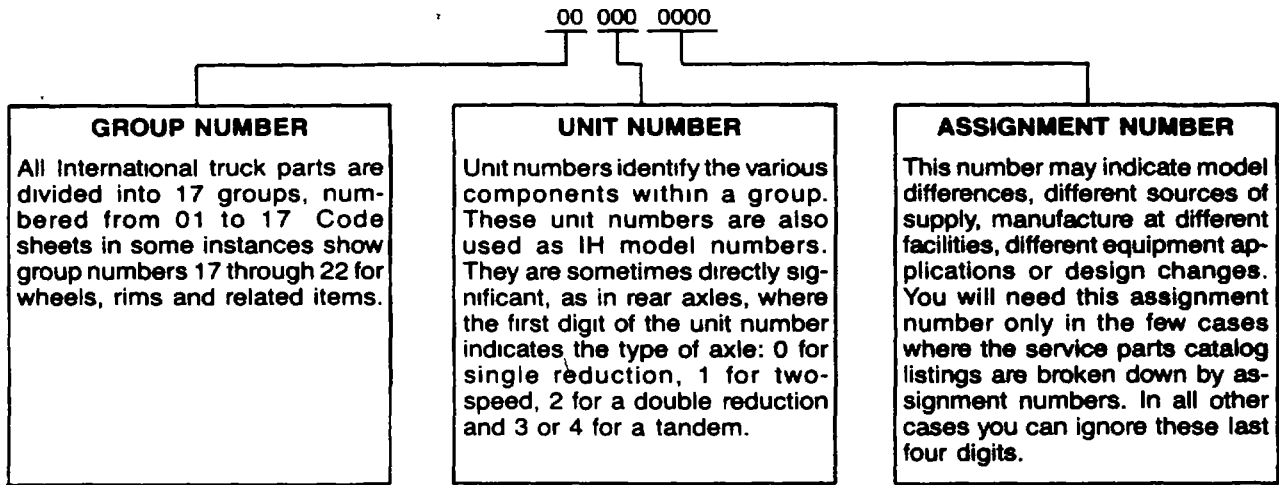 00 000 0000
GROUP NUMBER
All International truck parts are
divided into 17 groups, num-
bered from 01 to 17 Code
sheets in some instances show
group numbers 17 through 22 for
wheels, rims and related items.
UNIT NUMBER
Unit numbers identify the various
components within a group.
These unit numbers are also
used as IH model numbers.
They are sometimes directly sig-
nificant, as in rear axles, where
the first digit of the unit number
indicates the type of axle: 0 for
single reduction, 1 for two-
speed, 2 for a double reduction
and 3 or 4 for a tandem.
ASSIGNMENT NUMBER
This number may indicate model
differences, different sources of
supply, manufacture at different
facilities, different equipment ap-
plications or design changes.
You will need this assignment
number only in the few cases
where the service parts catalog
listings are broken down by as-
signment numbers. In all other
cases you can ignore these last
four digits.